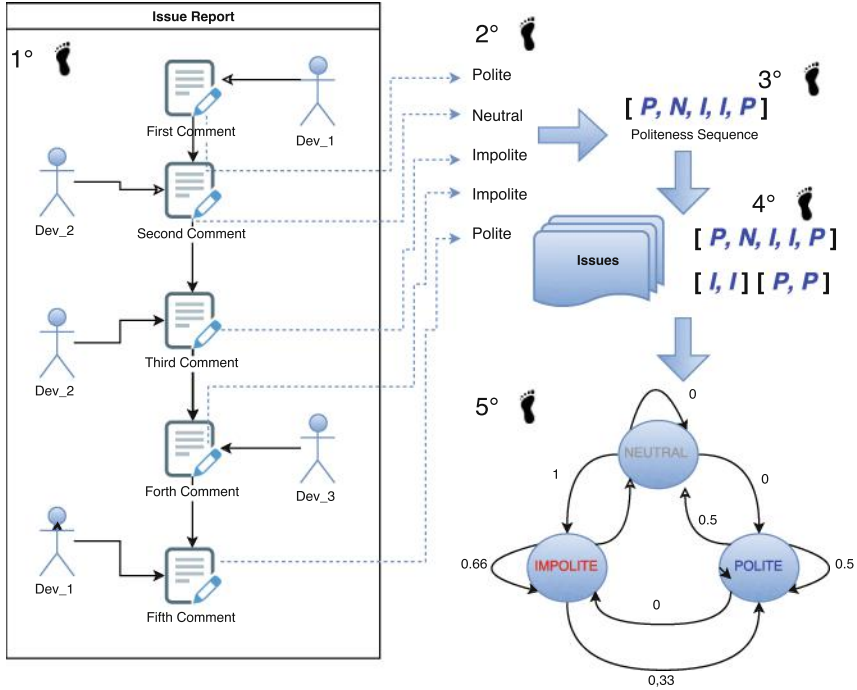 Issue Report
1°
First Comment
Dev_1
Dev_2
Second Comment
Third Comment
Dev_2
Forth Comment
Dev_3
Dev_1
Fifth Comment
2°
Polite
Neutral
Impolite
Impolite
Polite
3°
[ P, N, I, I, P ]
Politeness Sequence
4°
Issues
[ P, N, I, I, P ]
[ I, I ] [ P, P ]
5°
0
NEUTRAL
1
0
0.5
0.66
IMPOLITE
POLITE
0.5
0
0,33